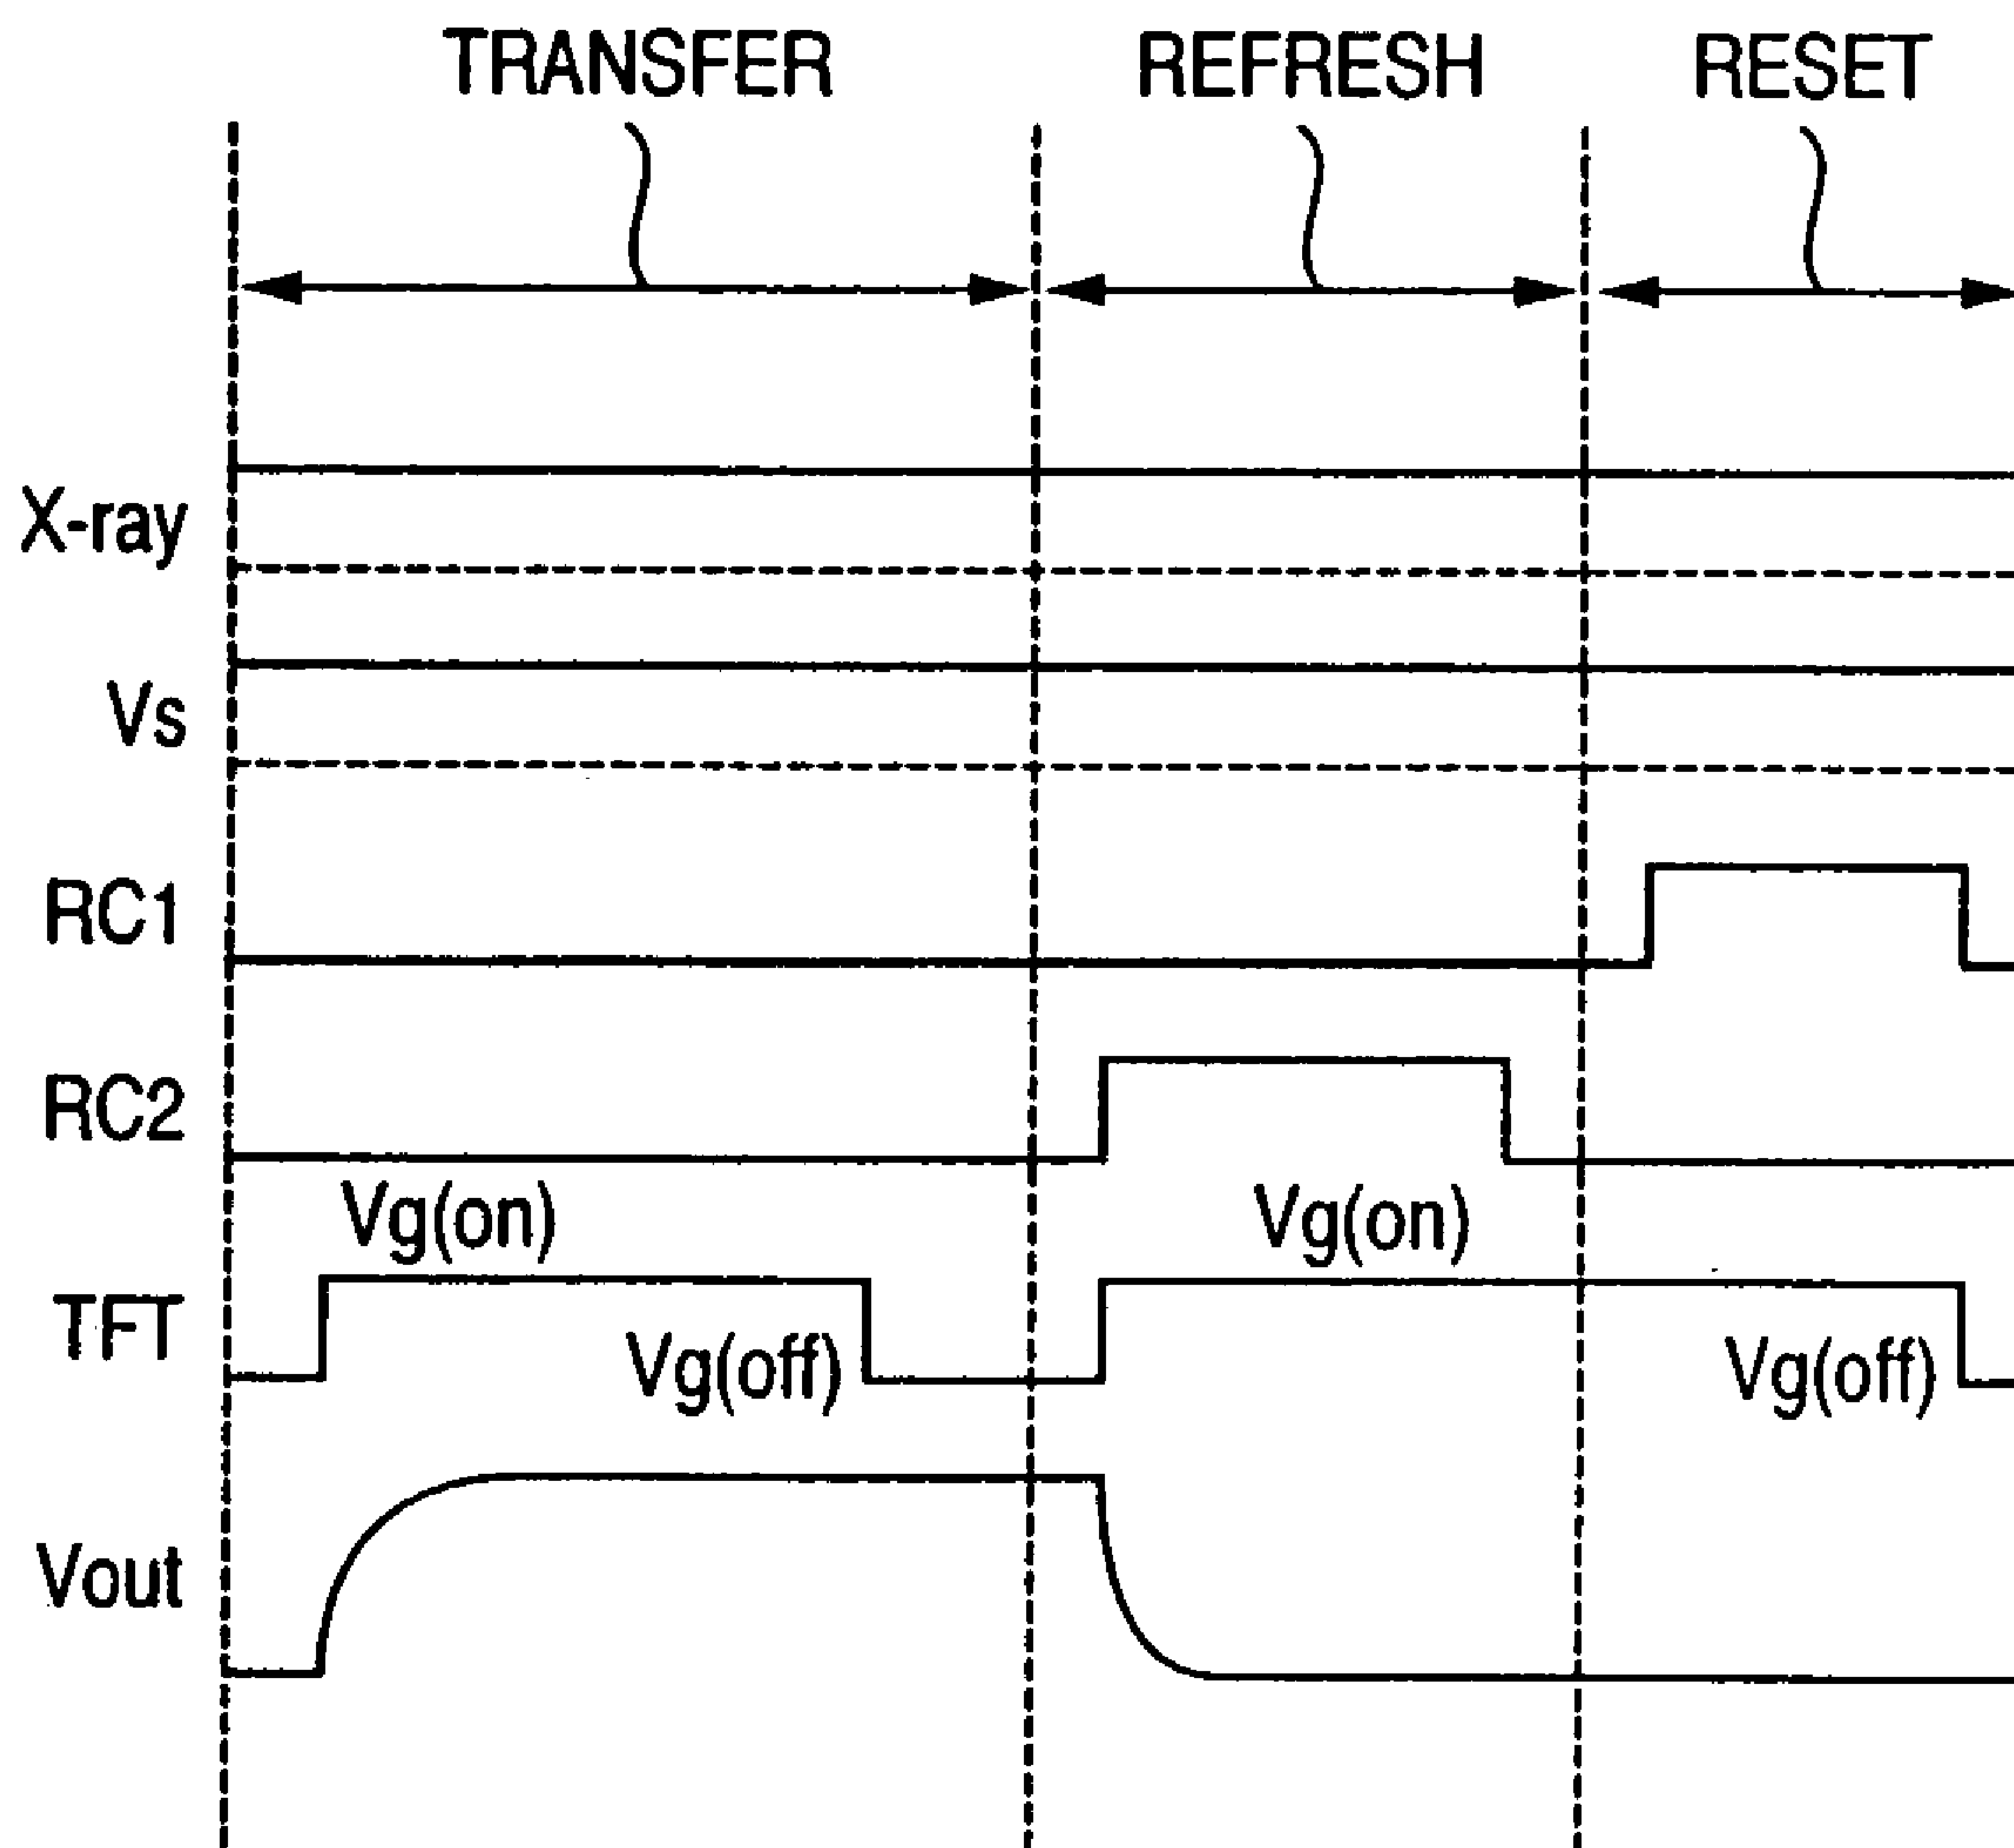 TRANSFER REFRESH RESET
X-ray
Vs
RC1
RC2
Vg(on) Vg(on)
TFT
Vg(off) Vg(off)
Vout